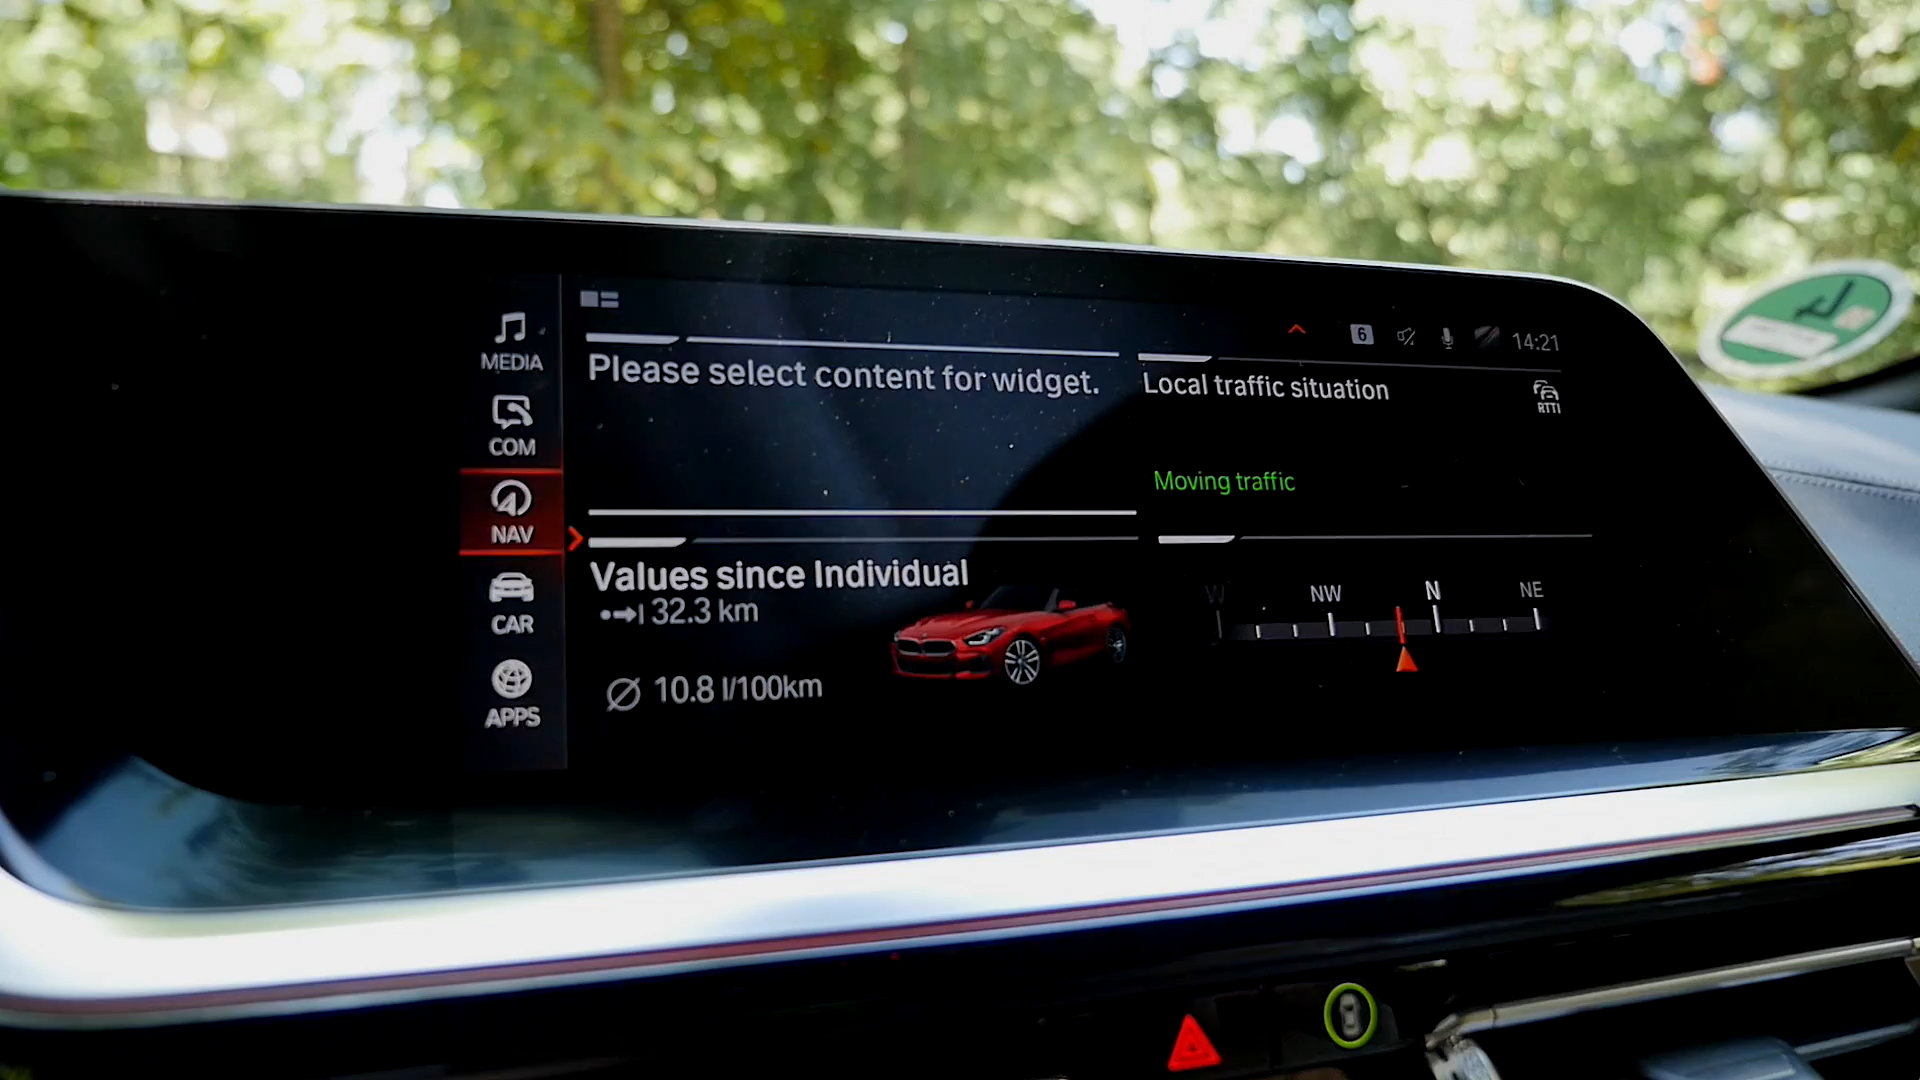 MEDIA
COM
NAV
CAR
APPS
6
14:21
Please select content for widget.
Local traffic situation
RTTI
Moving traffic
Values since Individual
32.3 km
Ø 10.8 l/100km
W NW N NE